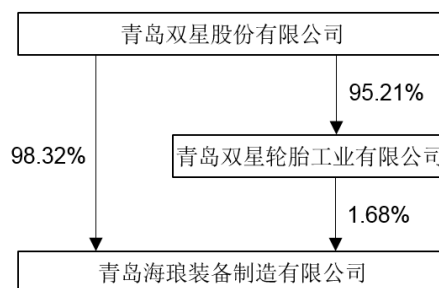 青岛双星股份有限公司
95.21%
98.32%
青岛双星轮胎工业有限公司
1.68%
青岛海琅装备制造有限公司